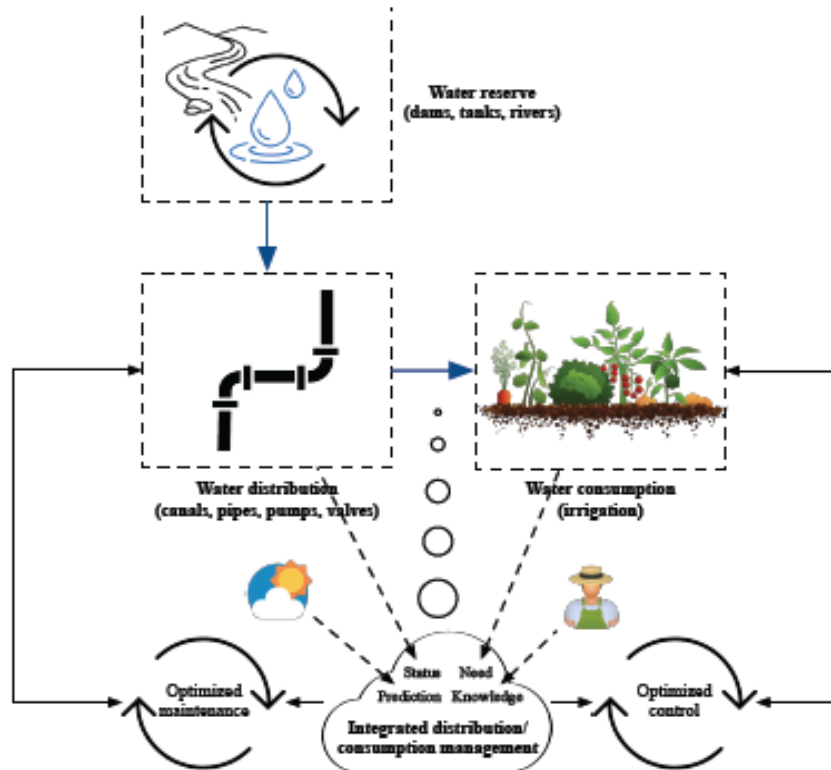 Water reserve
(dams, tanks, rivers)
Water distribution
(canals, pipes, pumps, valves)
Water consumption
(irrigation)
Status Need
Prediction Knowledge
Integrated distribution/
consumption management
Optimized
maintenance
Optimized
control